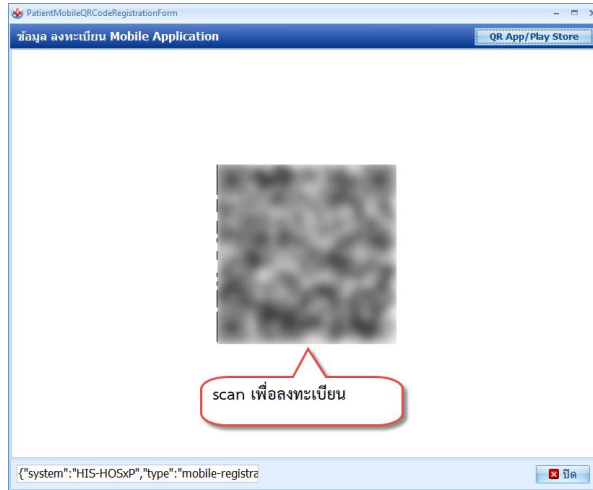 PatientMobileQRCodeRegistrationForm
ข้อมูล ลงทะเบียน Mobile Application
QR App/Play Store
scan เพื่อลงทะเบียน
{"system":"HIS-HOSxP","type":"mobile-registra
ปิด